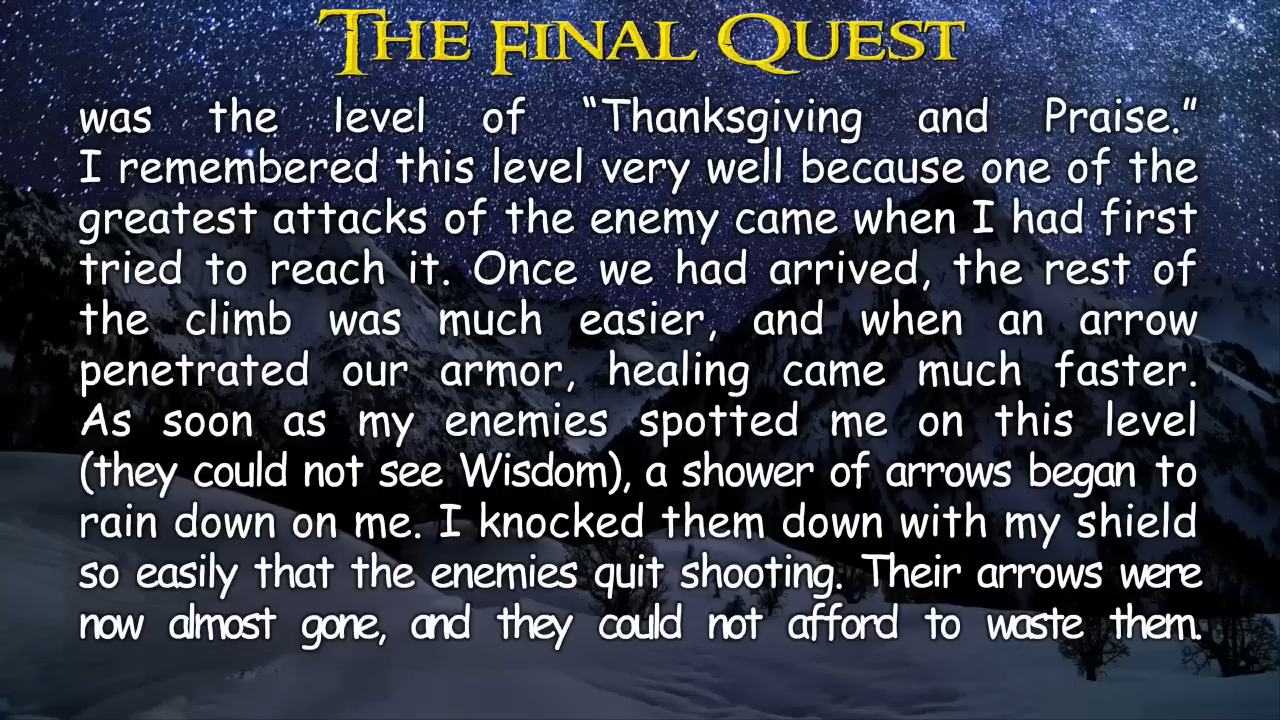 The Final Quest
was the level of “Thanksgiving and Praise.”
I remembered this level very well because one of the
greatest attacks of the enemy came when I had first
tried to reach it. Once we had arrived, the rest of
the climb was much easier, and when an arrow
penetrated our armor, healing came much faster.
As soon as my enemies spotted me on this level
(they could not see Wisdom), a shower of arrows began to
rain down on me. I knocked them down with my shield
so easily that the enemies quit shooting. Their arrows were
now almost gone, and they could not afford to waste them.